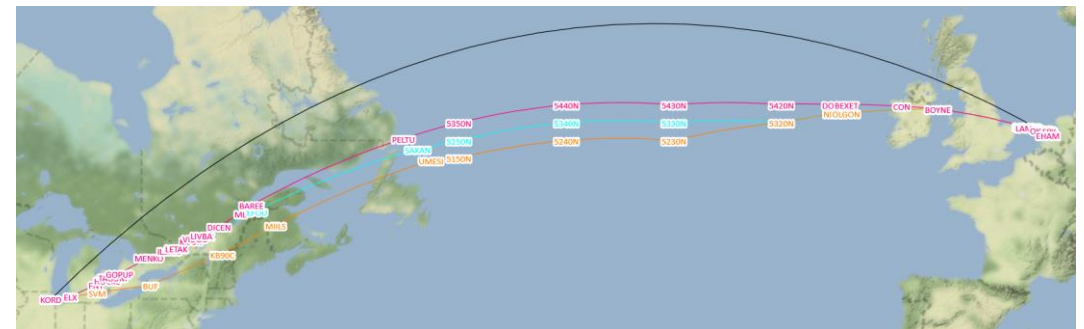 5440N
5430N
5420N
DOBEXET
CON
BOYNE
NIOLGON
5350N
5340N
5330N
5320N
LAM
EHAM
PELTU
5250N
SAXAN
UMESI
5150N
5240N
5230N
BAREE
MIILS
DICEN
LIVBA
LETAK
MENKU
KB90C
GOPUP
BUF
SVM
KORD
ELX